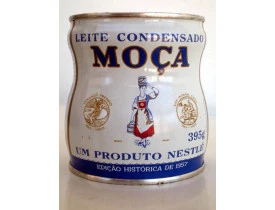 LEITE CONDENSADO
MOÇA
395g
UM PRODUTO NESTLÉ
EDIÇÃO HISTÓRICA DE 1957